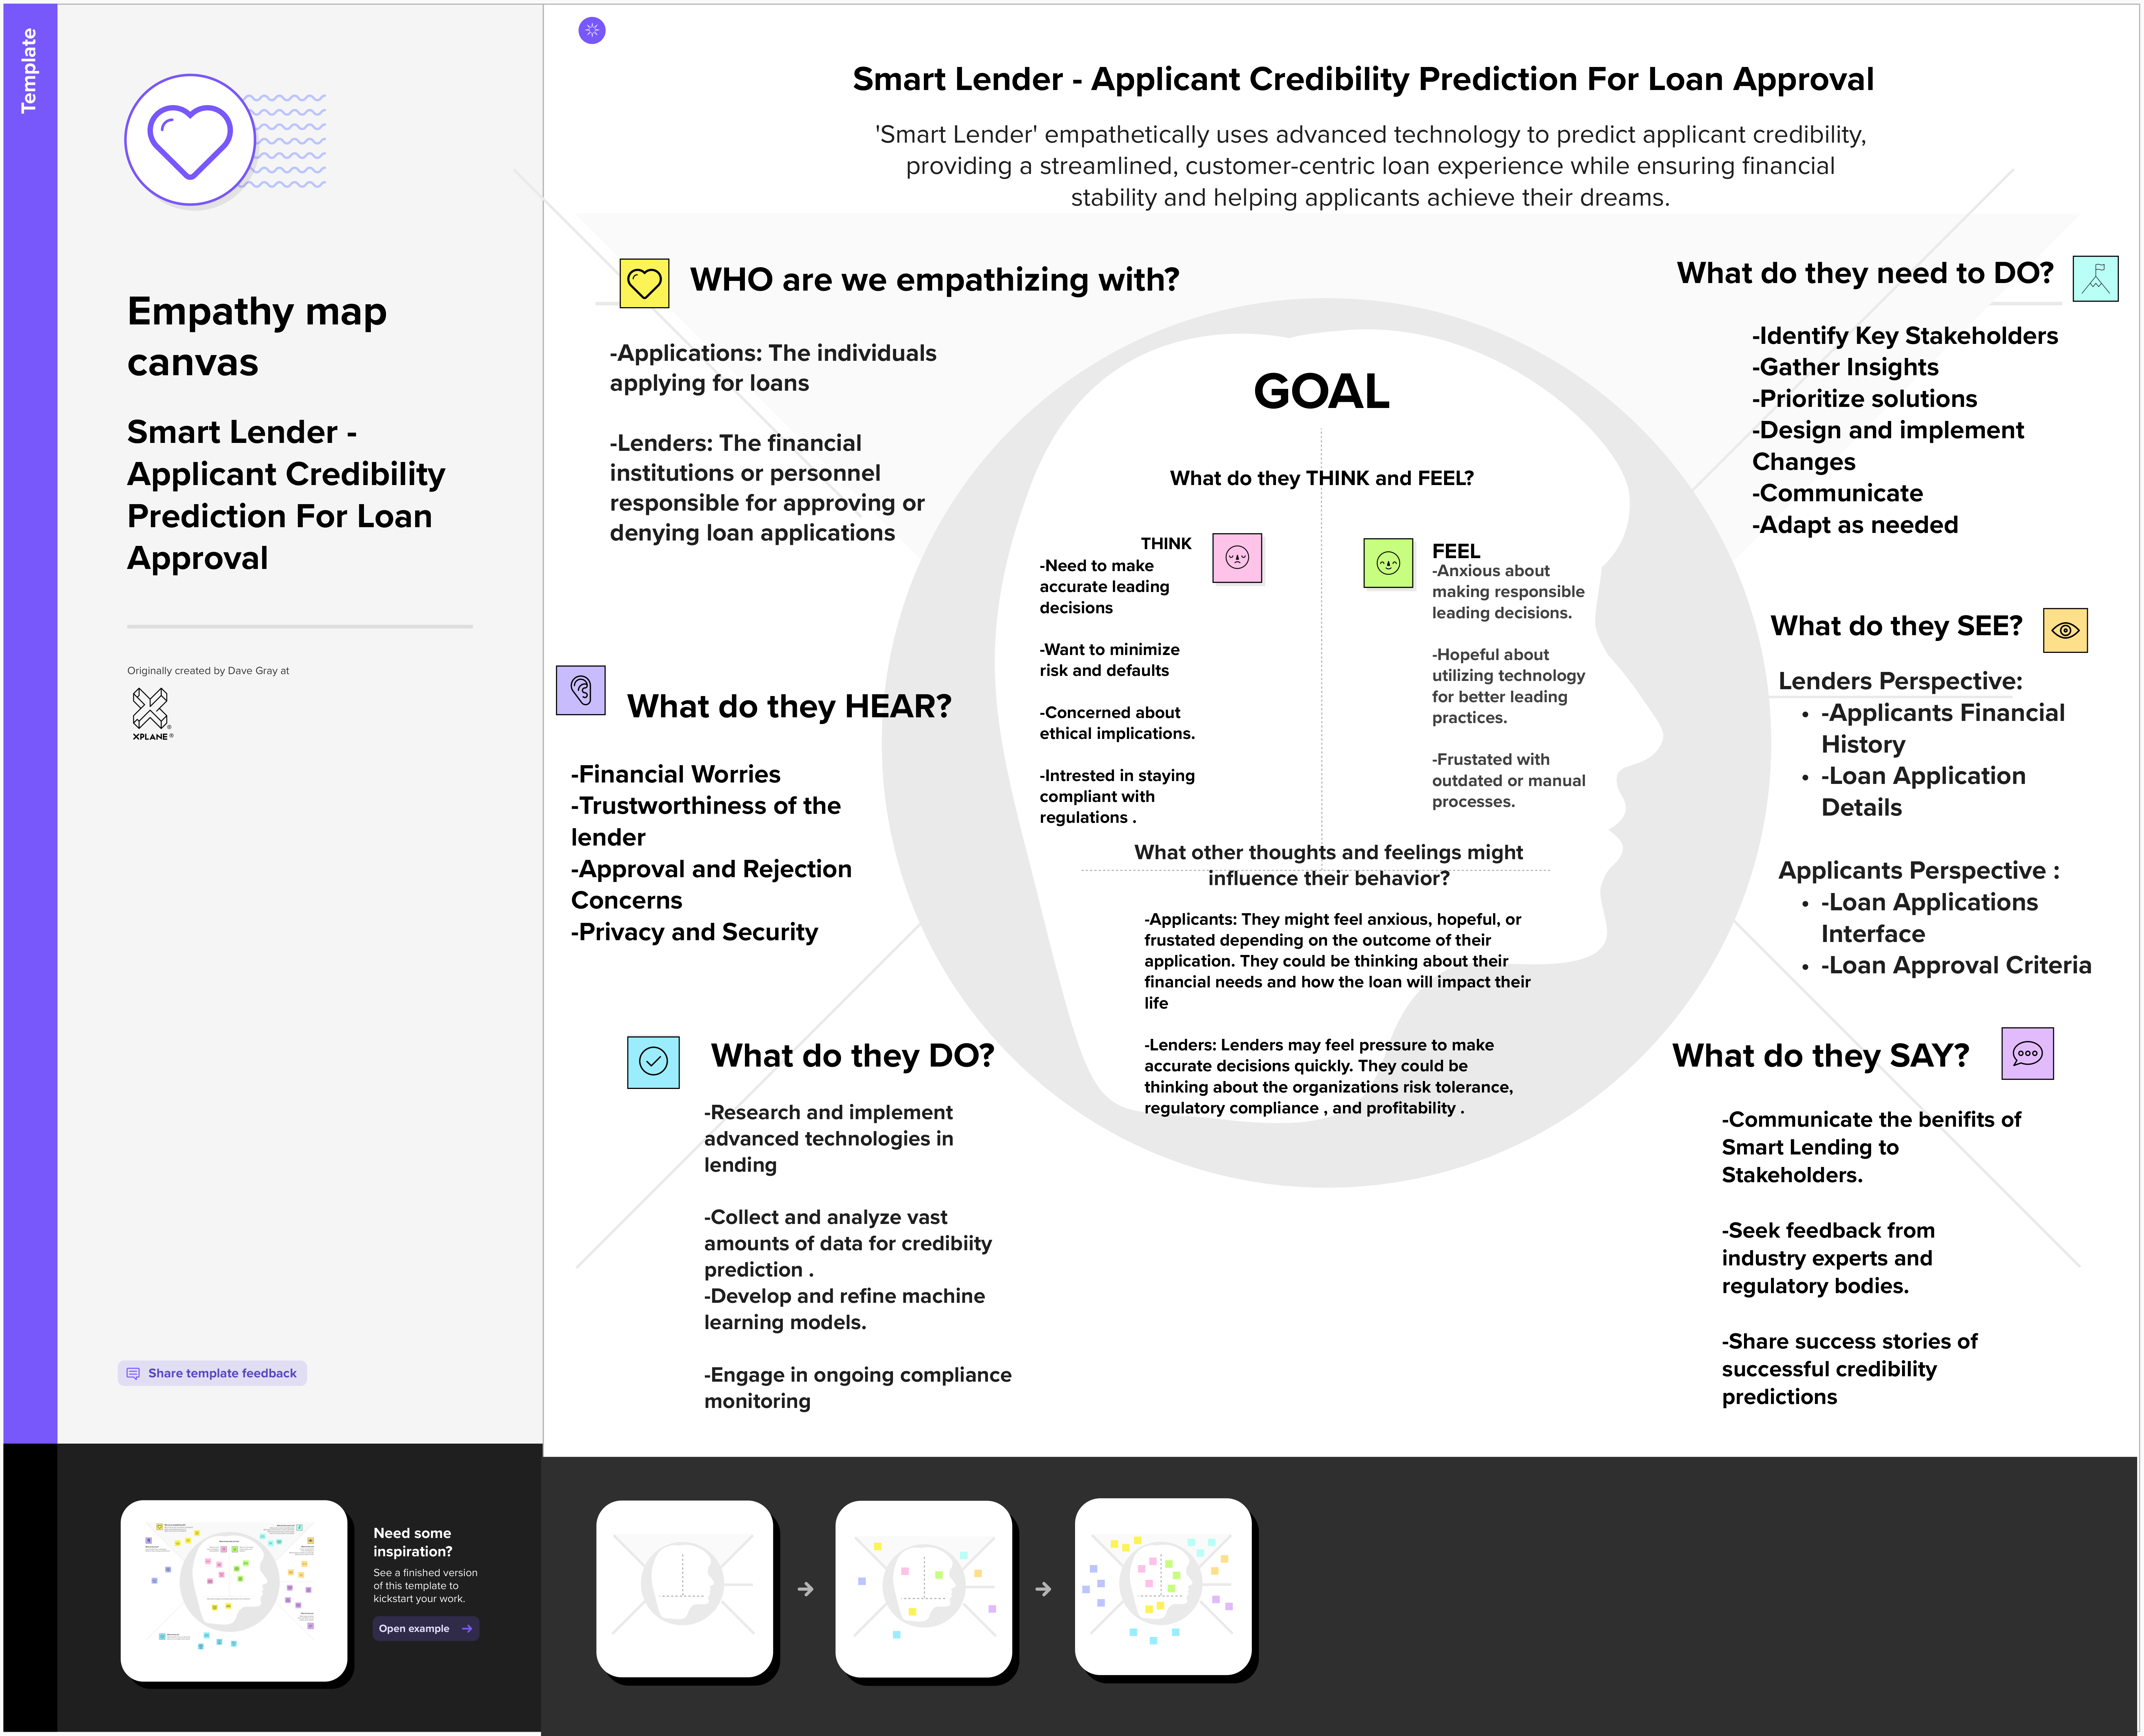 Template
Empathy map
canvas
Smart Lender -
Applicant Credibility
Prediction For Loan
Approval
Originally created by Dave Gray at
XPLANE®
Share template feedback
Smart Lender - Applicant Credibility Prediction For Loan Approval
'Smart Lender' empathetically uses advanced technology to predict applicant credibility,
providing a streamlined, customer-centric loan experience while ensuring financial
stability and helping applicants achieve their dreams.
WHO are we empathizing with?
-Applications: The individuals
applying for loans
-Lenders: The financial
institutions or personnel
responsible for approving or
denying loan applications
What do they HEAR?
-Financial Worries
-Trustworthiness of the
lender
-Approval and Rejection
Concerns
-Privacy and Security
What do they DO?
-Research and implement
advanced technologies in
lending
-Collect and analyze vast
amounts of data for credibiity
prediction .
-Develop and refine machine
learning models.
-Engage in ongoing compliance
monitoring
GOAL
What do they THINK and FEEL?
THINK
-Need to make
accurate leading
decisions
-Want to minimize
risk and defaults
-Concerned about
ethical implications.
-Intrested in staying
compliant with
regulations .
FEEL
-Anxious about
making responsible
leading decisions.
-Hopeful about
utilizing technology
for better leading
practices.
-Frustated with
outdated or manual
processes.
What other thoughts and feelings might
influence their behavior?
-Applicants: They might feel anxious, hopeful, or
frustated depending on the outcome of their
application. They could be thinking about their
financial needs and how the loan will impact their
life
-Lenders: Lenders may feel pressure to make
accurate decisions quickly. They could be
thinking about the organizations risk tolerance,
regulatory compliance , and profitability .
What do they need to DO?
-Identify Key Stakeholders
-Gather Insights
-Prioritize solutions
-Design and implement
Changes
-Communicate
-Adapt as needed
What do they SEE?
Lenders Perspective:
• -Applicants Financial
History
• -Loan Application
Details
Applicants Perspective :
• -Loan Applications
Interface
• -Loan Approval Criteria
What do they SAY?
-Communicate the benifits of
Smart Lending to
Stakeholders.
-Seek feedback from
industry experts and
regulatory bodies.
-Share success stories of
successful credibility
predictions
Need some
inspiration?
See a finished version
of this template to
kickstart your work.
Open example